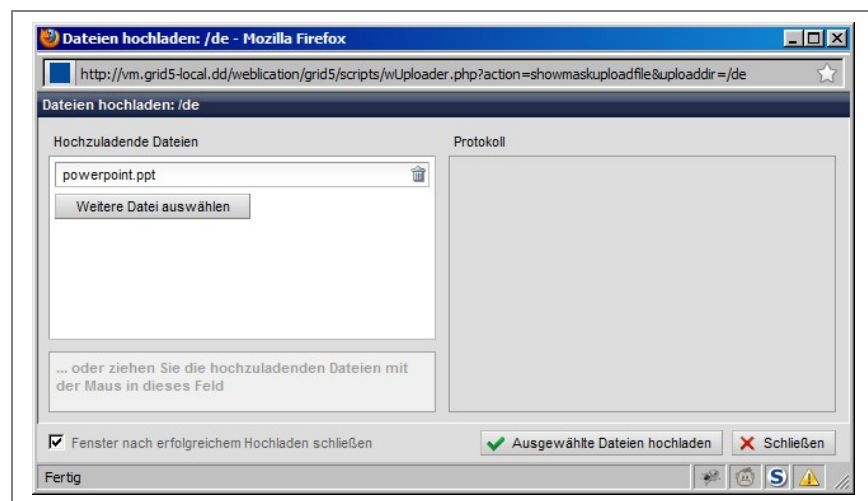 Dateien hochladen: /de - Mozilla Firefox
http://vm.grid5-local.dd/weblication/grid5/scripts/wUploader.php?action=showmaskuploadfile&uploaddir=/de
Dateien hochladen: /de
Hochzuladende Dateien
Protokoll
powerpoint.ppt
Weitere Datei auswählen
... oder ziehen Sie die hochzuladenden Dateien mit
der Maus in dieses Feld
Fenster nach erfolgreichem Hochladen schließen
Ausgewählte Dateien hochladen
Schließen
Fertig
S